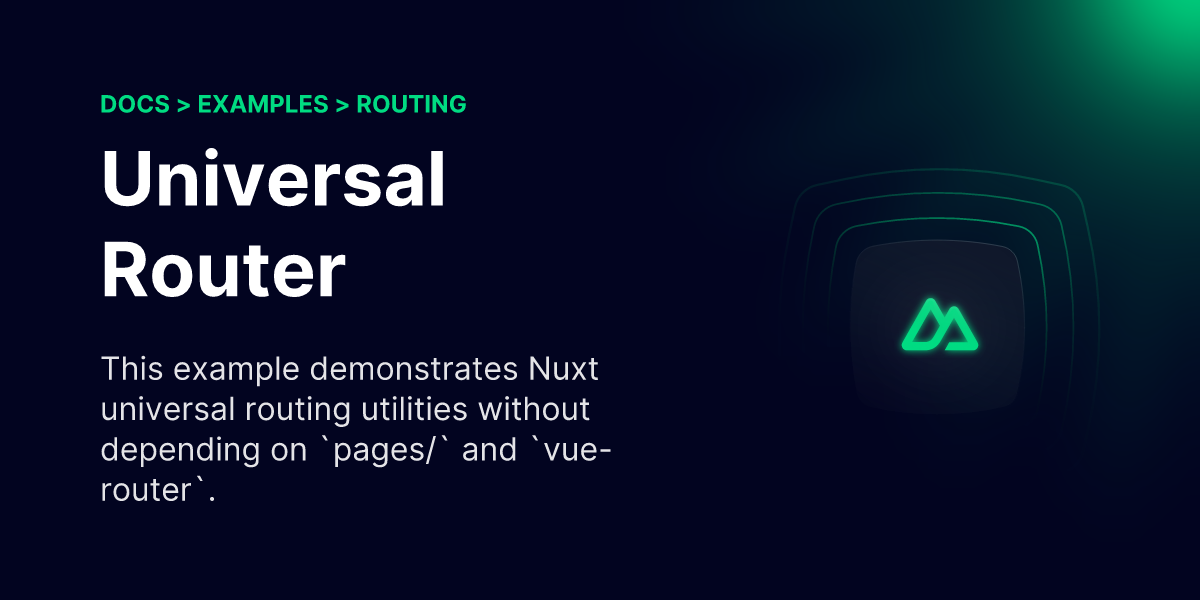 DOCS > EXAMPLES > ROUTING
Universal
Router
This example demonstrates Nuxt
universal routing utilities without
depending on `pages/` and `vue-
router`.